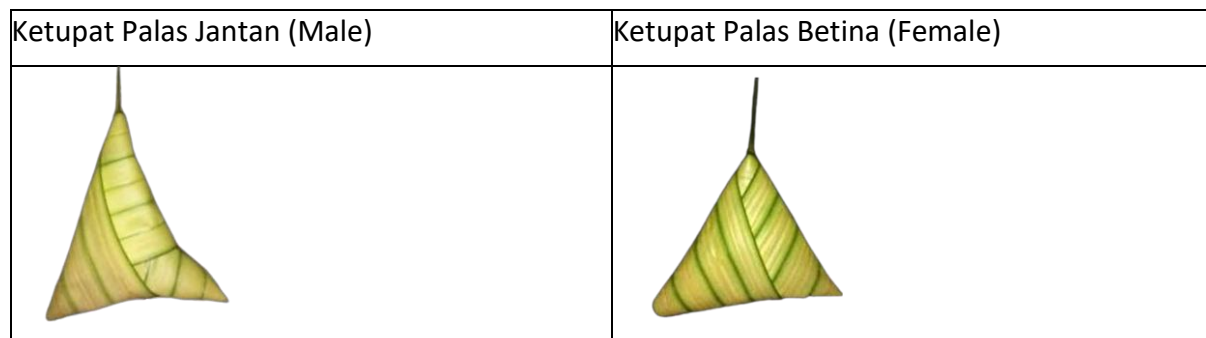 Ketupat Palas Jantan (Male)
Ketupat Palas Betina (Female)